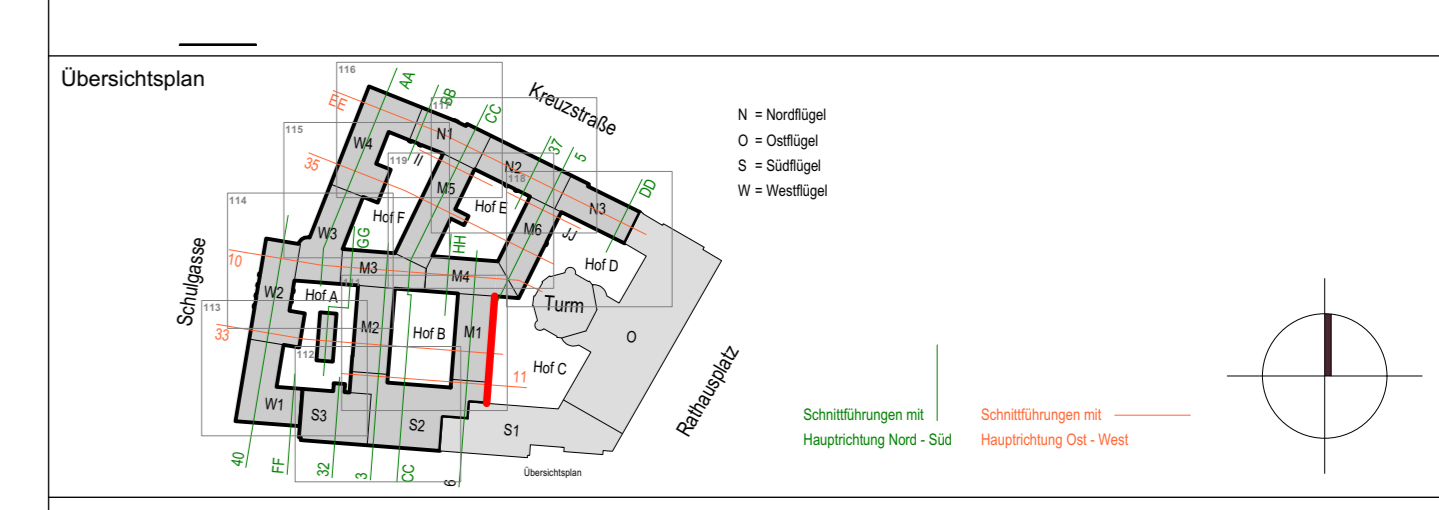 Übersichtsplan
116
AA
EE
BB
117
CC
Kreuzstraße
N = Nordflügel
O = Ostflügel
S = Südflügel
W = Westflügel
115
W4
N1
II
119
35
37
5
N2
118
DD
M5
N3
114
Hof F
Hof E
W3
GG
HH
M6
JJ
Hof D
Schulgasse
10
M3
M4
W2
Hof A
111
Turm
113
33
M2
Hof B
M1
O
112
Hof C
11
Rathausplatz
W1
S3
S2
S1
40
FF
32
3
CC
6
Übersichtsplan
Schnittführungen mit
Hauptrichtung Nord - Süd
Schnittführungen mit
Hauptrichtung Ost - West